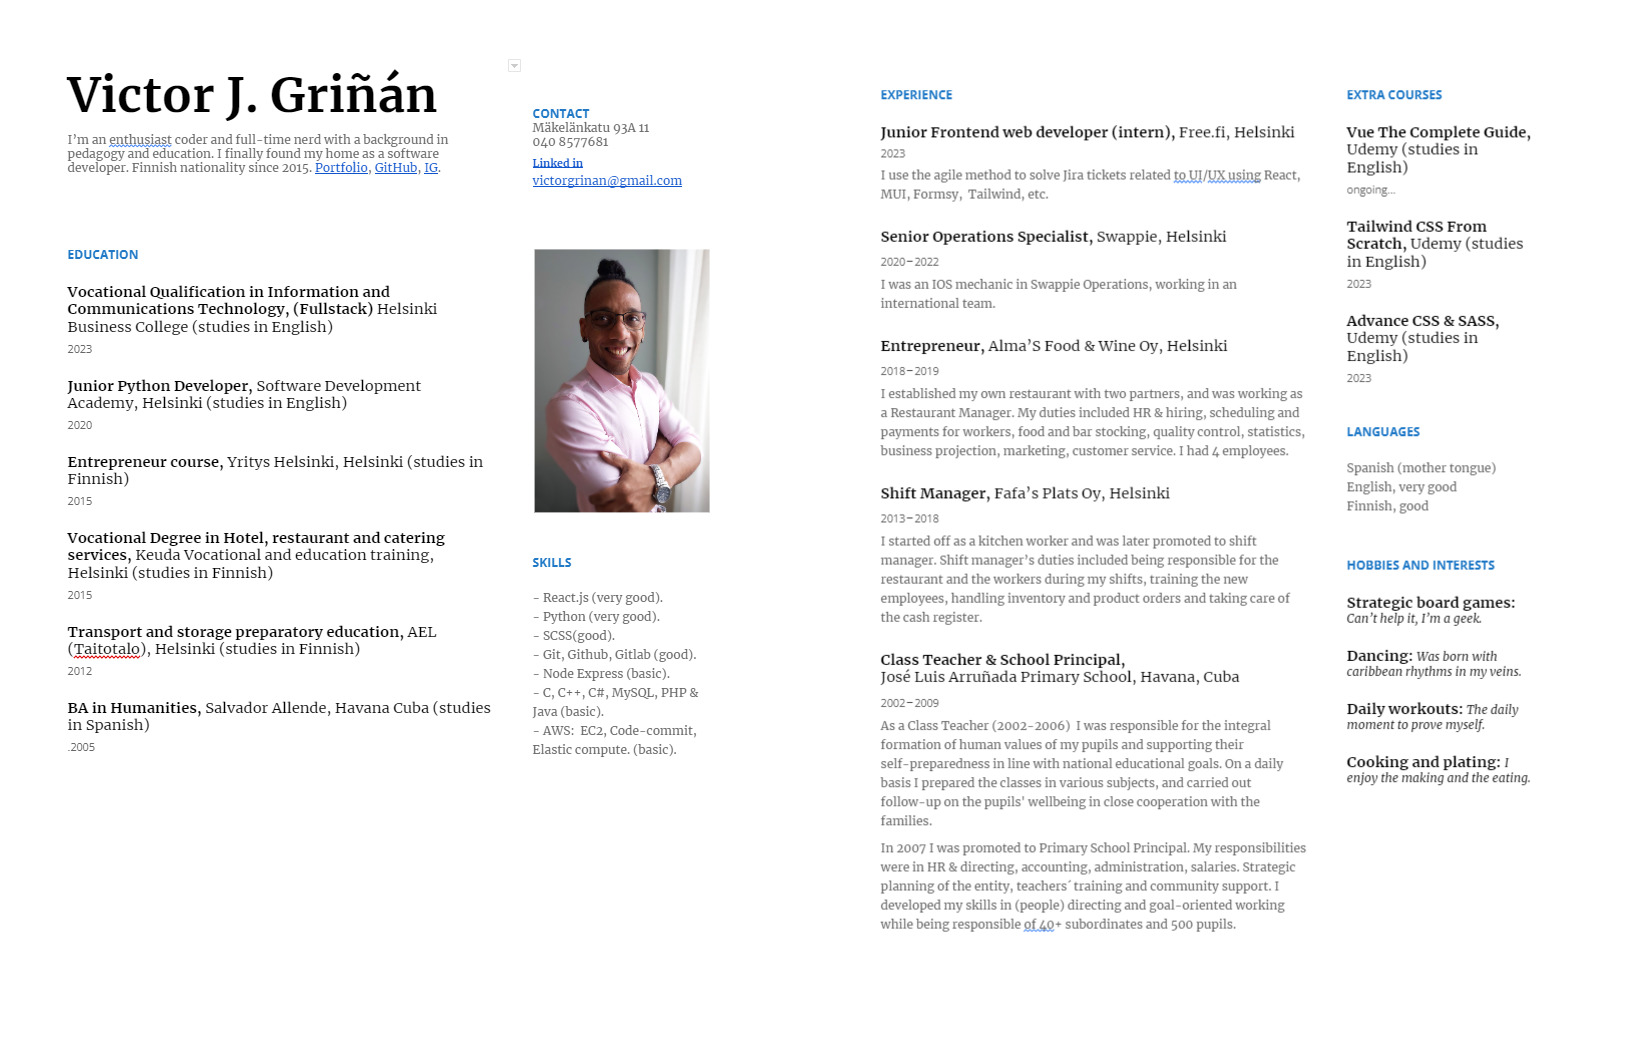 Victor J. Griñán
I'm an enthusiast coder and full-time nerd with a background in
pedagogy and education. I finally found my home as a software
developer. Finnish nationality since 2015. Portfolio, GitHub, IG.
EDUCATION
Vocational Qualification in Information and
Communications Technology, (Fullstack) Helsinki
Business College (studies in English)
2023
Junior Python Developer, Software Development
Academy, Helsinki (studies in English)
2020
Entrepreneur course, Yritys Helsinki, Helsinki (studies in
Finnish)
2015
Vocational Degree in Hotel, restaurant and catering
services, Keuda Vocational and education training,
Helsinki (studies in Finnish)
2015
Transport and storage preparatory education, AEL
(Taitotalo), Helsinki (studies in Finnish)
2012
BA in Humanities, Salvador Allende, Havana Cuba (studies
in Spanish)
.2005
CONTACT
Mäkelänkatu 93A 11
040 8577681
Linked in
victorgrinan@gmail.com
SKILLS
- React.js (very good).
- Python (very good).
- SCSS(good).
- Git, Github, Gitlab (good).
- Node Express (basic).
- C, C++, C#, MySQL, PHP &
Java (basic).
- AWS: EC2, Code-commit,
Elastic compute. (basic).
EXPERIENCE
Junior Frontend web developer (intern), Free.fi, Helsinki
2023
I use the agile method to solve Jira tickets related to UI/UX using React,
MUI, Formsy, Tailwind, etc.
Senior Operations Specialist, Swappie, Helsinki
2020–2022
I was an IOS mechanic in Swappie Operations, working in an
international team.
Entrepreneur, Alma'S Food & Wine Oy, Helsinki
2018–2019
I established my own restaurant with two partners, and was working as
a Restaurant Manager. My duties included HR & hiring, scheduling and
payments for workers, food and bar stocking, quality control, statistics,
business projection, marketing, customer service. I had 4 employees.
Shift Manager, Fafa's Plats Oy, Helsinki
2013–2018
I started off as a kitchen worker and was later promoted to shift
manager. Shift manager's duties included being responsible for the
restaurant and the workers during my shifts, training the new
employees, handling inventory and product orders and taking care of
the cash register.
Class Teacher & School Principal,
José Luis Arruñada Primary School, Havana, Cuba
2002–2009
As a Class Teacher (2002-2006) I was responsible for the integral
formation of human values of my pupils and supporting their
self-preparedness in line with national educational goals. On a daily
basis I prepared the classes in various subjects, and carried out
follow-up on the pupils' wellbeing in close cooperation with the
families.
In 2007 I was promoted to Primary School Principal. My responsibilities
were in HR & directing, accounting, administration, salaries. Strategic
planning of the entity, teachers´ training and community support. I
developed my skills in (people) directing and goal-oriented working
while being responsible of 40+ subordinates and 500 pupils.
EXTRA COURSES
Vue The Complete Guide,
Udemy (studies in
English)
ongoing...
Tailwind CSS From
Scratch, Udemy (studies
in English)
2023
Advance CSS & SASS,
Udemy (studies in
English)
2023
LANGUAGES
Spanish (mother tongue)
English, very good
Finnish, good
HOBBIES AND INTERESTS
Strategic board games:
Can't help it, I'm a geek.
Dancing: Was born with
caribbean rhythms in my veins.
Daily workouts: The daily
moment to prove myself.
Cooking and plating: I
enjoy the making and the eating.